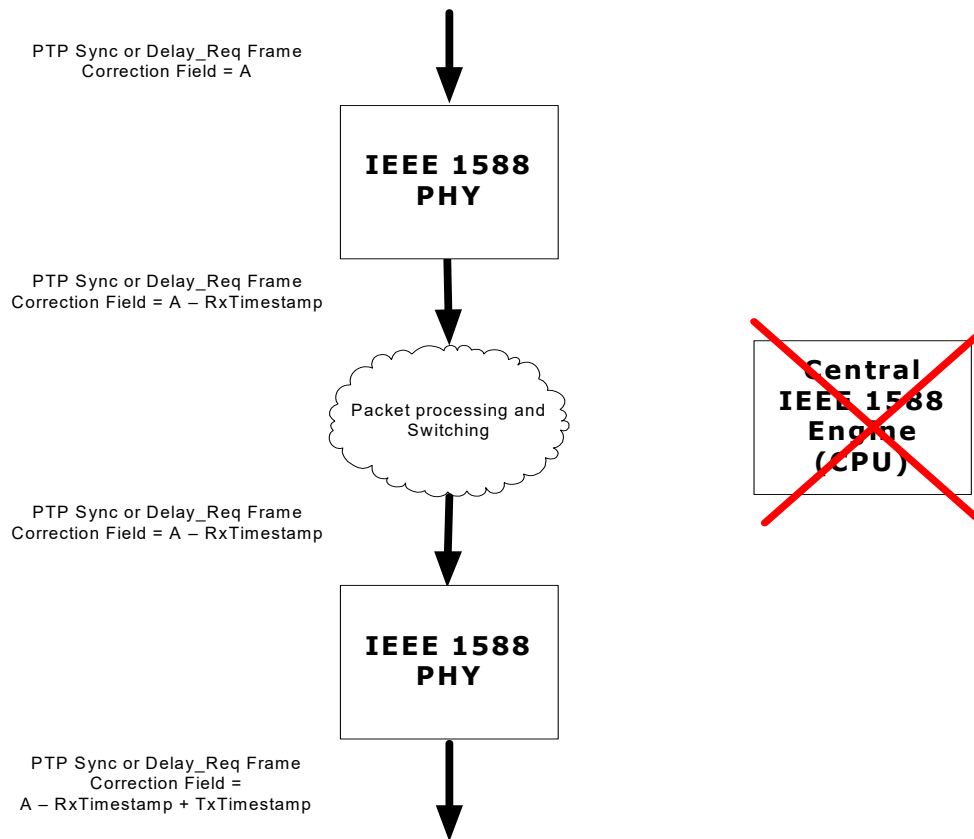 PTP Sync or Delay_Req Frame
Correction Field = A
IEEE 1588
PHY
PTP Sync or Delay_Req Frame
Correction Field = A – RxTimestamp
Packet processing and
Switching
Central
IEEE 1588
Engine
(CPU)
PTP Sync or Delay_Req Frame
Correction Field = A – RxTimestamp
IEEE 1588
PHY
PTP Sync or Delay_Req Frame
Correction Field =
A – RxTimestamp + TxTimestamp